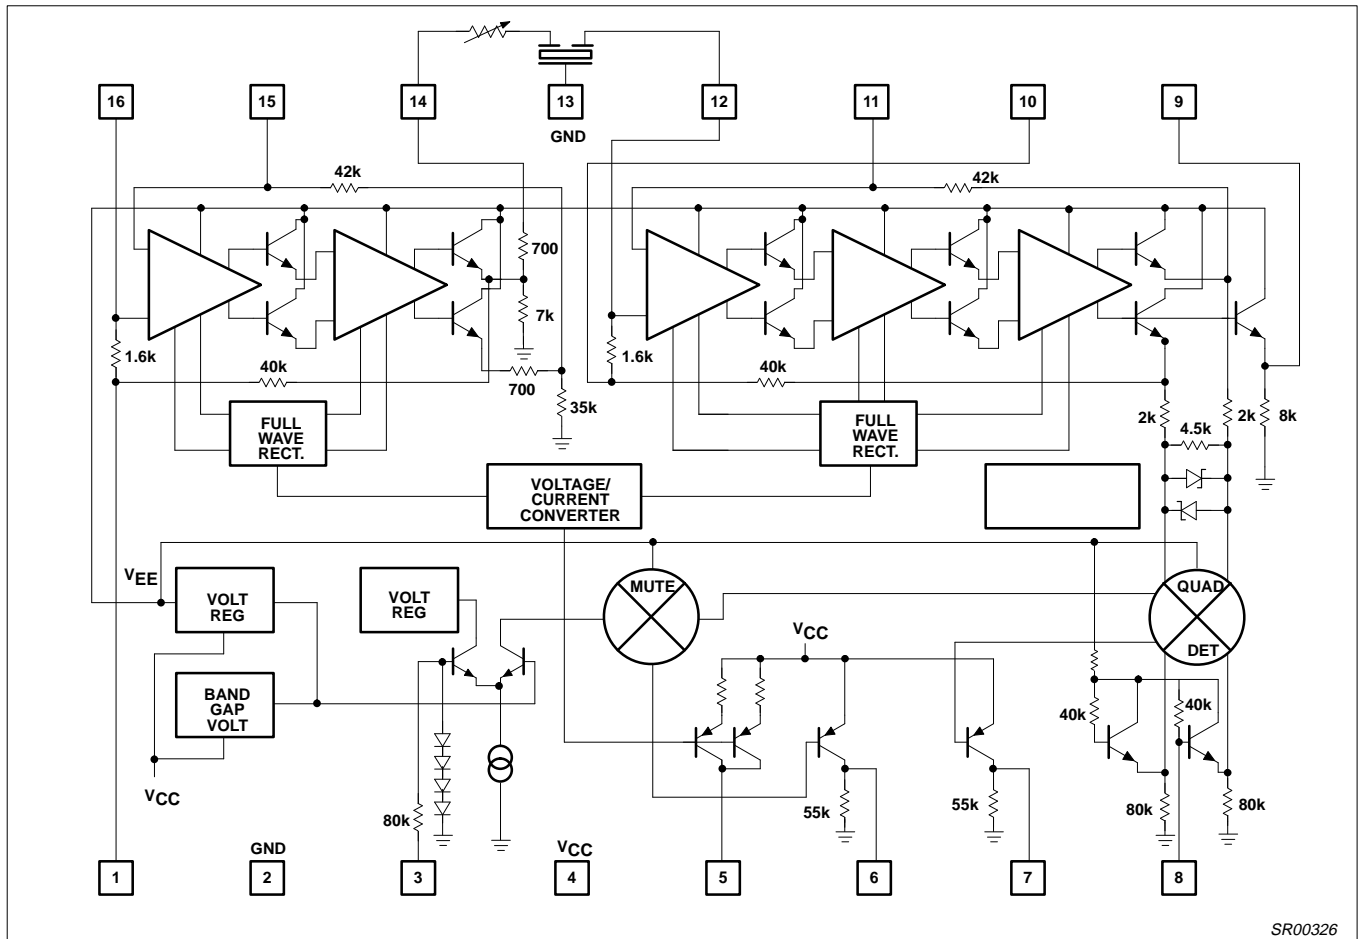 16
15
14
13
12
11
10
9
GND
42k
42k
700
7k
1.6k
40k
700
35k
1.6k
40k
2k
2k
8k
4.5k
FULL
WAVE
RECT.
FULL
WAVE
RECT.
VOLTAGE/
CURRENT
CONVERTER
VEE
VOLT
REG
VOLT
REG
MUTE
QUAD
DET
VCC
BAND
GAP
VOLT
VCC
40k
40k
80k
55k
55k
80k
80k
GND
VCC
1
2
3
4
5
6
7
8
SR00326